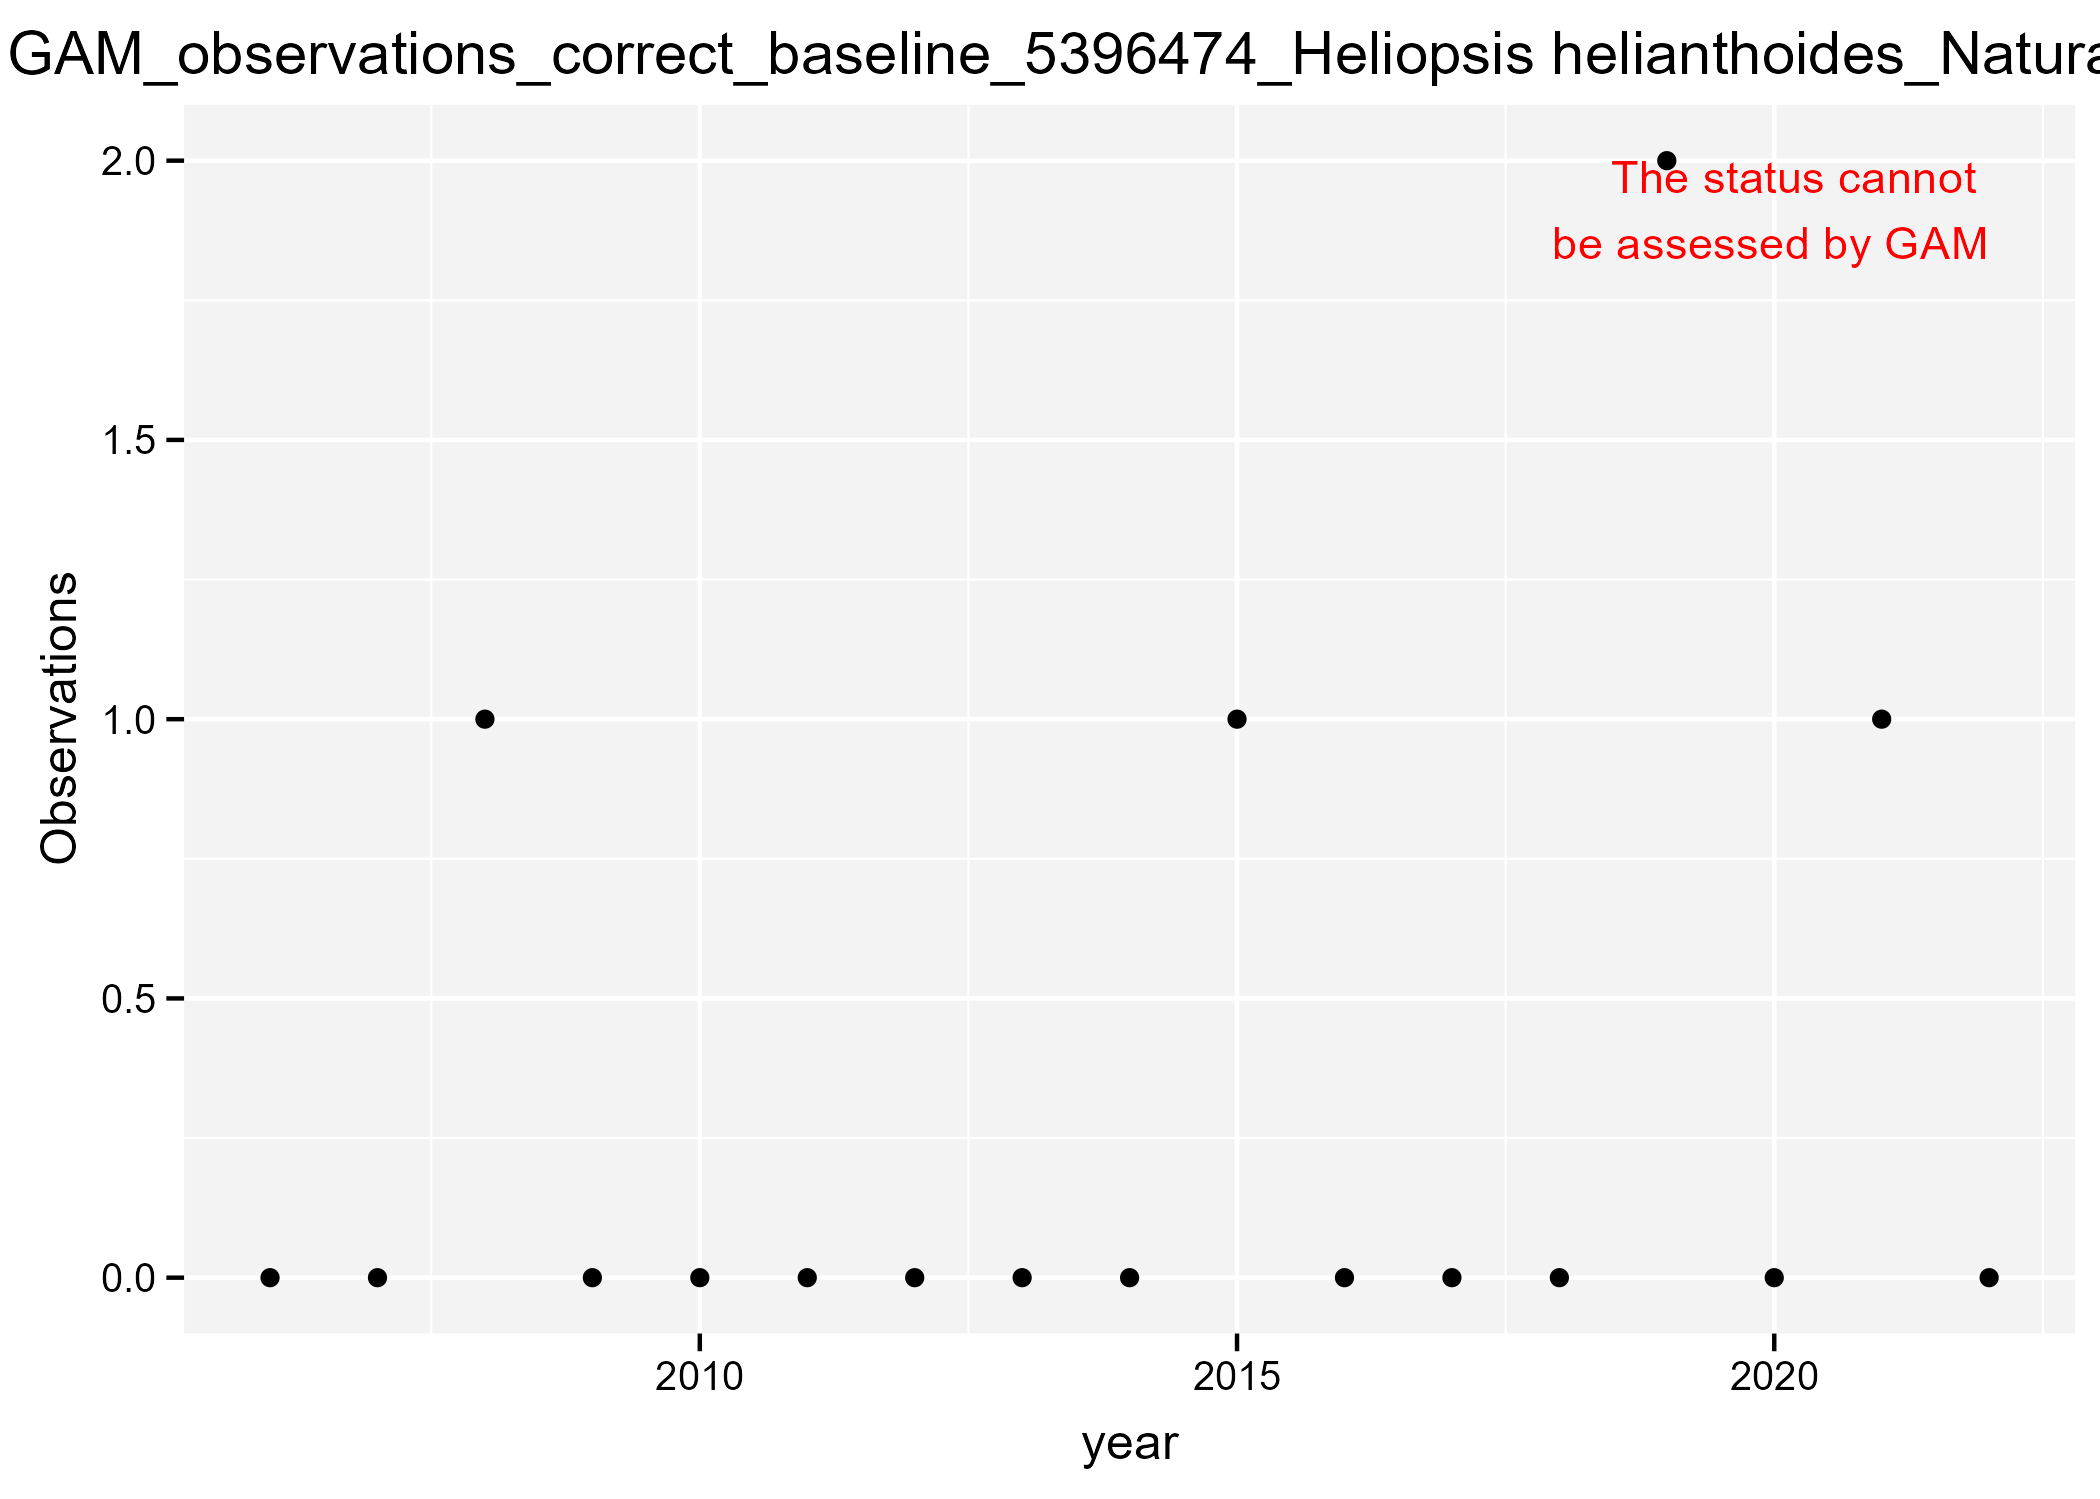 GAM_observations_correct_baseline_5396474_Heliopsis helianthoides_Natura
2.0
The status cannot
be assessed by GAM
1.5
Observations
1.0
0.5
0.0
2010
2015
2020
year